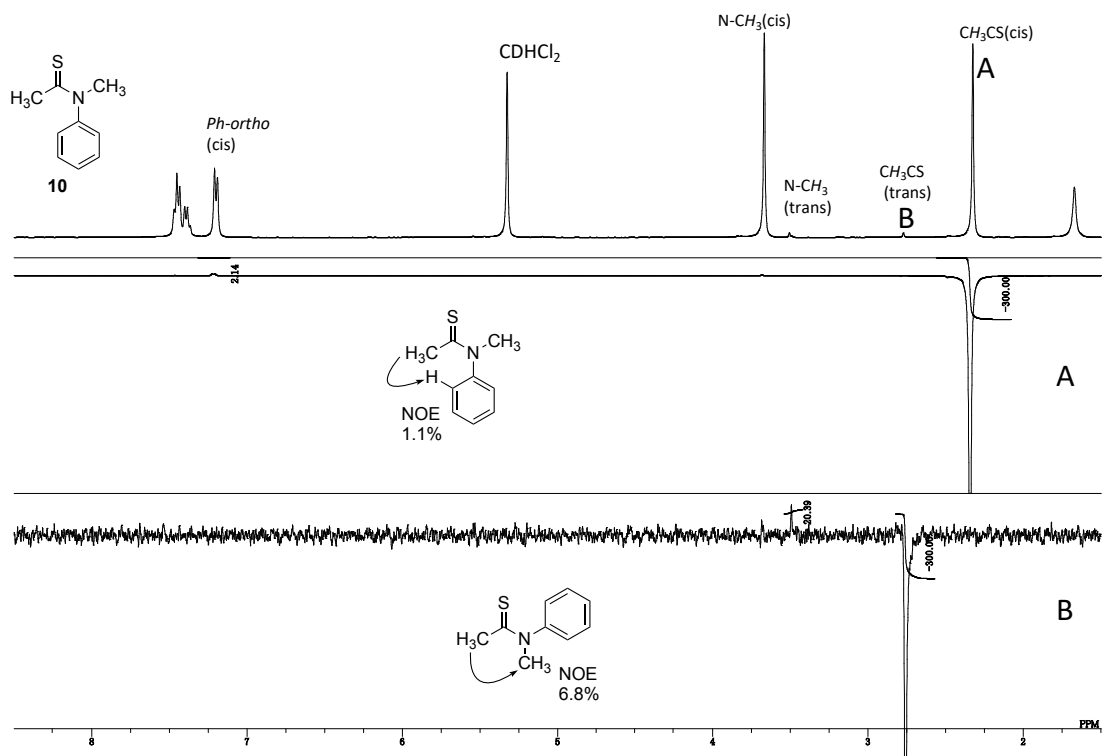 S
H₃C N CH₃
10
Ph-ortho
(cis)
CDHCl₂
N-CH₃(cis)
N-CH₃
(trans)
CH₃CS
(trans)
B
CH₃CS(cis)
A
2.14
-300.00
S
H₃C N CH₃
H
NOE
1.1%
A
20.39
-300.00
S
H₃C N
CH₃
NOE
6.8%
B
PPM
8 7 6 5 4 3 2